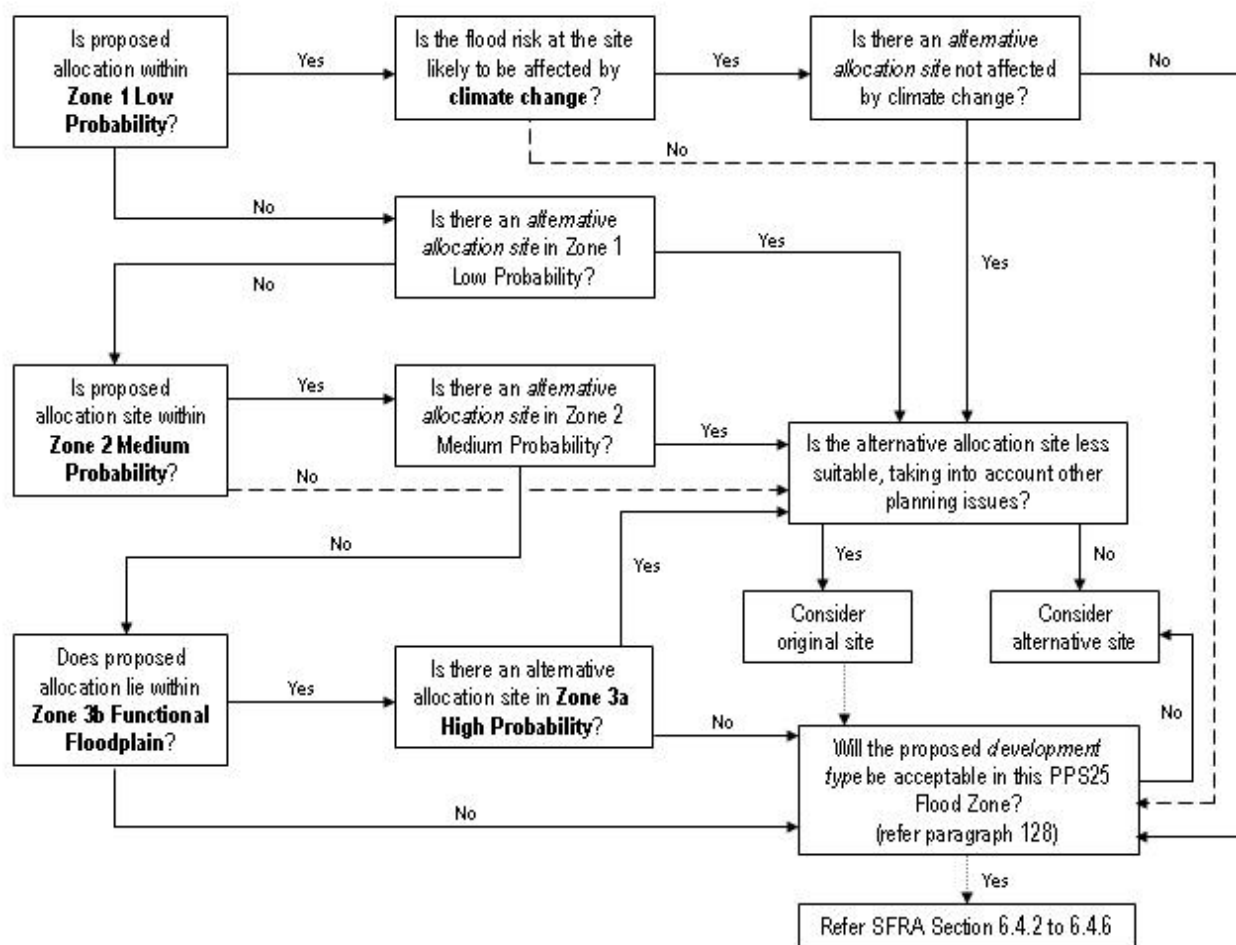 Is proposed
allocation within
Zone 1 Low
Probability?
Yes
Is the flood risk at the site
likely to be affected by
climate change?
Yes
Is there an alternative
allocation site not affected
by climate change?
No
No
No
Is there an alternative
allocation site in Zone 1
Low Probability?
Yes
Yes
No
Is proposed
allocation site within
Zone 2 Medium
Probability?
Yes
Is there an alternative
allocation site in Zone 2
Medium Probability?
Yes
No
Is the alternative allocation site less
suitable, taking into account other
planning issues?
No
Yes
Yes
No
Consider
original site
Consider
alternative site
Does proposed
allocation lie within
Zone 3b Functional
Floodplain?
Yes
Is there an alternative
allocation site in Zone 3a
High Probability?
No
No
Will the proposed development
type be acceptable in this PPS25
Flood Zone?
(refer paragraph 128)
No
Yes
Refer SFRA Section 6.4.2 to 6.4.6